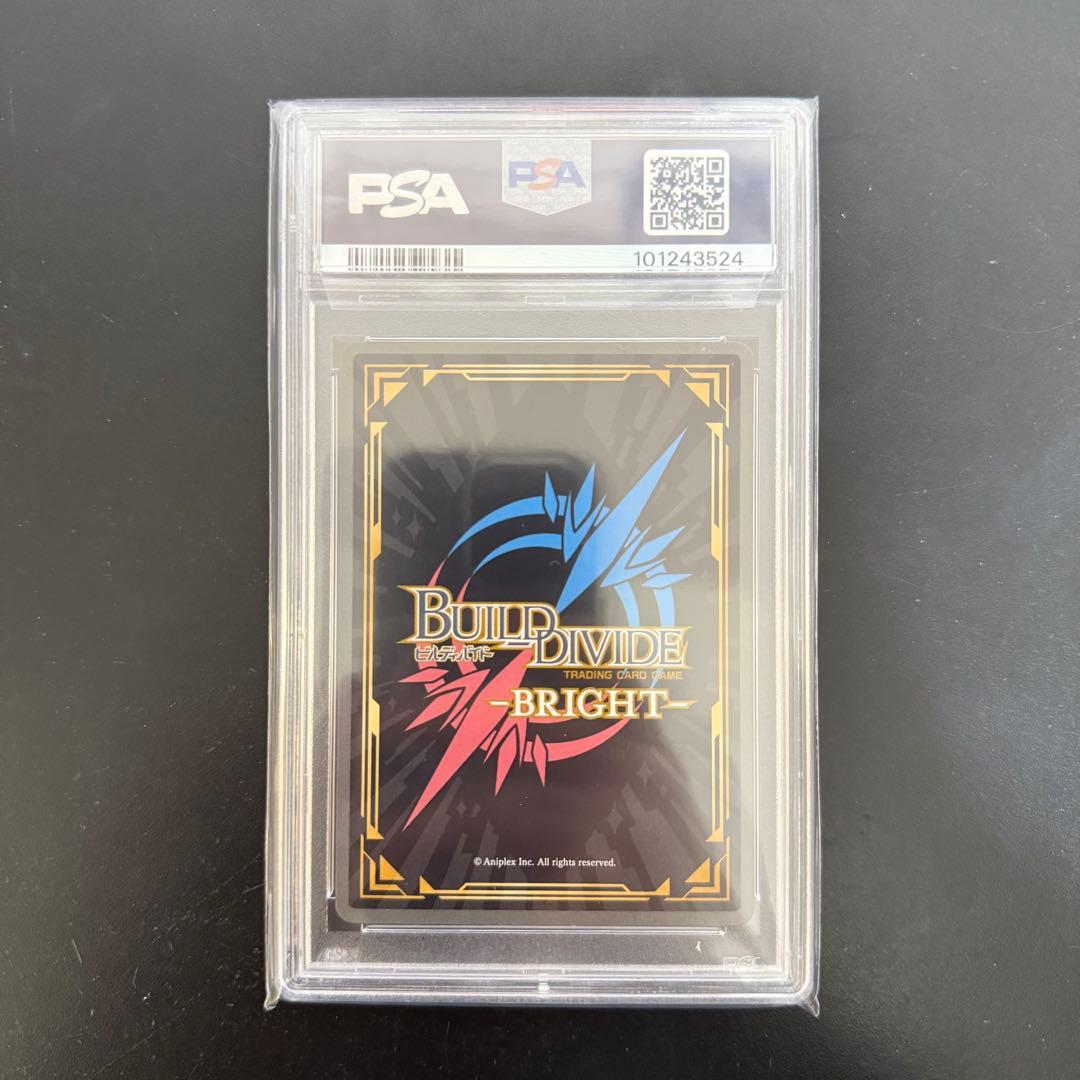 PSA
PSA
101243524
BUILD DIVIDE
ビルディバイド
TRADING CARD GAME
-BRIGHT-
© Aniplex Inc. All rights reserved.
PSA